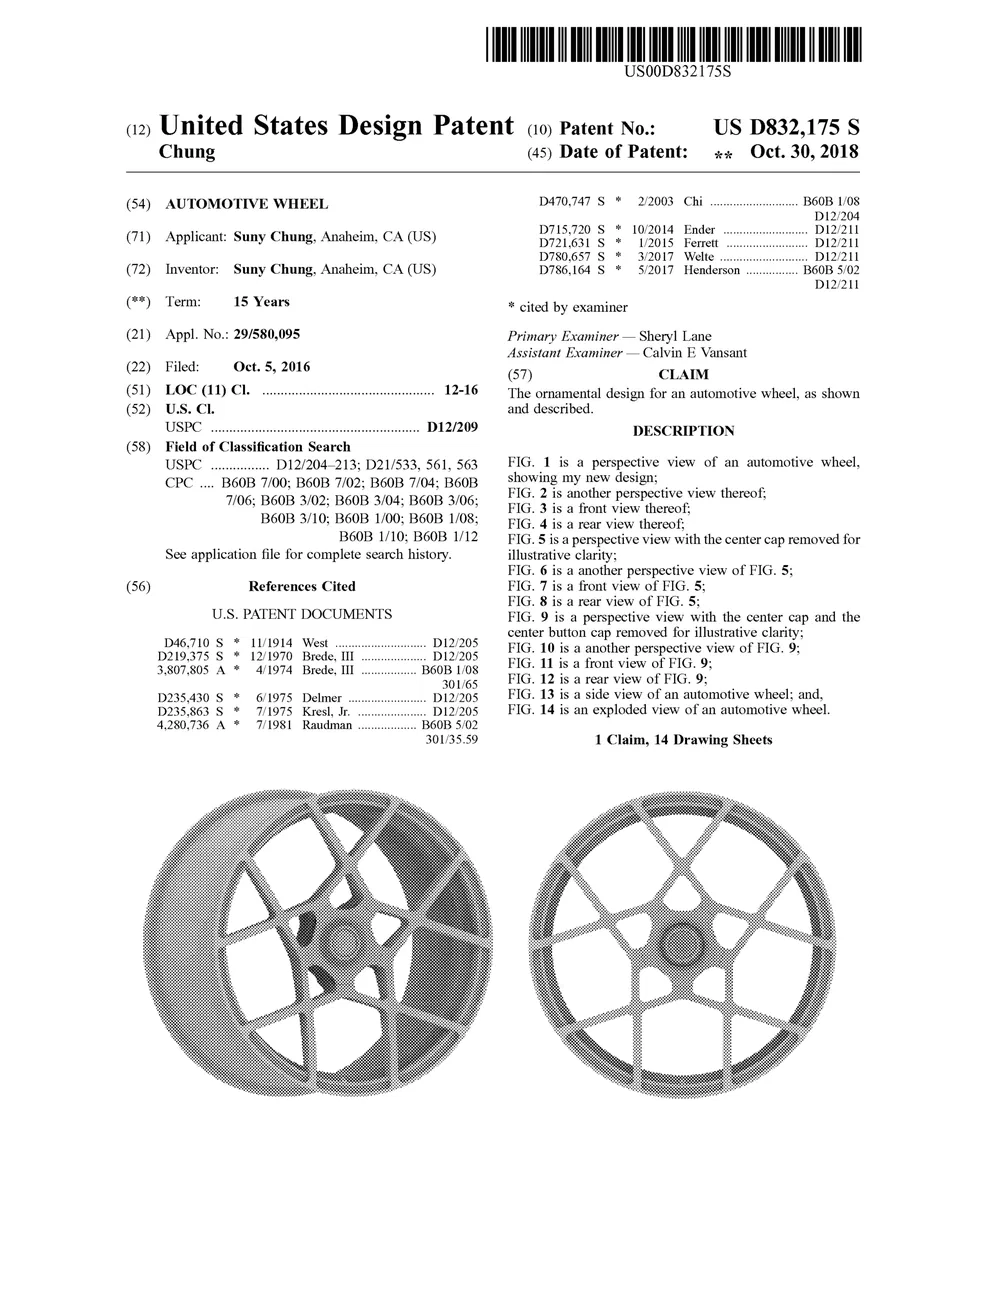 US00D832175S
(12) United States Design Patent
Chung
(10) Patent No.: US D832,175 S
(45) Date of Patent: ** Oct. 30, 2018
(54) AUTOMOTIVE WHEEL
(71) Applicant: Suny Chung, Anaheim, CA (US)
(72) Inventor: Suny Chung, Anaheim, CA (US)
(**) Term: 15 Years
(21) Appl. No.: 29/580,095
(22) Filed: Oct. 5, 2016
(51) LOC (11) Cl. ............................................... 12-16
(52) U.S. Cl.
USPC ......................................................... D12/209
(58) Field of Classification Search
USPC ................ D12/204–213; D21/533, 561, 563
CPC .... B60B 7/00; B60B 7/02; B60B 7/04; B60B
7/06; B60B 3/02; B60B 3/04; B60B 3/06;
B60B 3/10; B60B 1/00; B60B 1/08;
B60B 1/10; B60B 1/12
See application file for complete search history.
(56) References Cited
U.S. PATENT DOCUMENTS
D46,710 S * 11/1914 West ............................ D12/205
D219,375 S * 12/1970 Brede, III .................... D12/205
3,807,805 A * 4/1974 Brede, III ................. B60B 1/08
301/65
D235,430 S * 6/1975 Delmer ........................ D12/205
D235,863 S * 7/1975 Kresl, Jr. ..................... D12/205
4,280,736 A * 7/1981 Raudman .................. B60B 5/02
301/35.59
D470,747 S * 2/2003 Chi ........................... B60B 1/08
D12/204
D715,720 S * 10/2014 Ender .......................... D12/211
D721,631 S * 1/2015 Ferrett ......................... D12/211
D780,657 S * 3/2017 Welte ........................... D12/211
D786,164 S * 5/2017 Henderson ................ B60B 5/02
D12/211
* cited by examiner
Primary Examiner — Sheryl Lane
Assistant Examiner — Calvin E Vansant
(57) CLAIM
The ornamental design for an automotive wheel, as shown
and described.
DESCRIPTION
FIG. 1 is a perspective view of an automotive wheel,
showing my new design;
FIG. 2 is another perspective view thereof;
FIG. 3 is a front view thereof;
FIG. 4 is a rear view thereof;
FIG. 5 is a perspective view with the center cap removed for
illustrative clarity;
FIG. 6 is a another perspective view of FIG. 5;
FIG. 7 is a front view of FIG. 5;
FIG. 8 is a rear view of FIG. 5;
FIG. 9 is a perspective view with the center cap and the
center button cap removed for illustrative clarity;
FIG. 10 is a another perspective view of FIG. 9;
FIG. 11 is a front view of FIG. 9;
FIG. 12 is a rear view of FIG. 9;
FIG. 13 is a side view of an automotive wheel; and,
FIG. 14 is an exploded view of an automotive wheel.
1 Claim, 14 Drawing Sheets